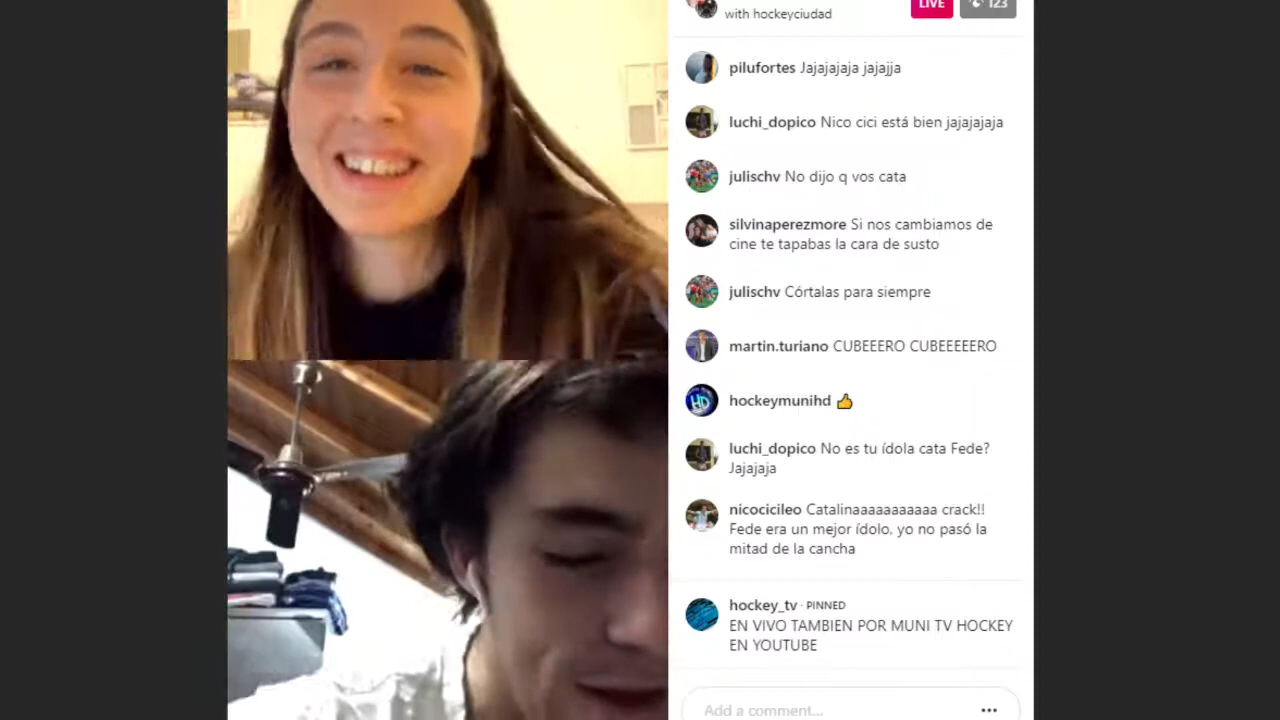 with hockeyciudad
LIVE
123
pilufortes Jajajajaja jajajja
luchi_dopico Nico cici está bien jajajajaja
julischv No dijo q vos cata
silvinaperezmore Si nos cambiamos de
cine te tapabas la cara de susto
julischv Córtalas para siempre
martin.turiano CUBEEERO CUBEEEEERO
hockeymunihd 👍
luchi_dopico No es tu ídola cata Fede?
Jajajaja
nicocicileo Catalinaaaaaaaaaaa crack!!
Fede era un mejor ídolo, yo no pasó la
mitad de la cancha
hockey_tv · PINNED
EN VIVO TAMBIEN POR MUNI TV HOCKEY
EN YOUTUBE
Add a comment...